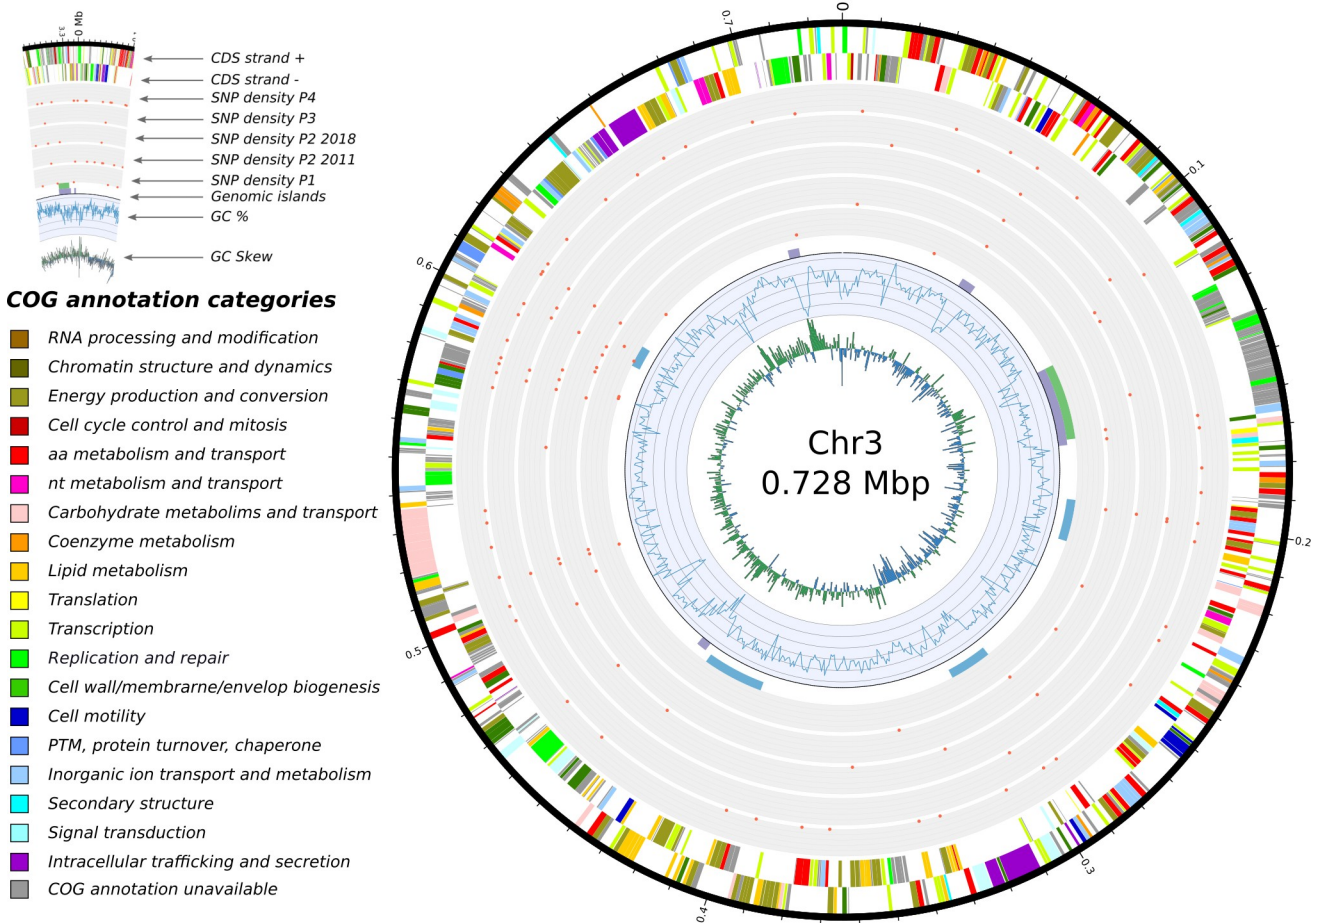 3.3
0 Mb
CDS strand +
CDS strand -
SNP density P4
SNP density P3
SNP density P2 2018
SNP density P2 2011
SNP density P1
Genomic islands
GC %
GC Skew
COG annotation categories
RNA processing and modification
Chromatin structure and dynamics
Energy production and conversion
Cell cycle control and mitosis
aa metabolism and transport
nt metabolism and transport
Carbohydrate metabolims and transport
Coenzyme metabolism
Lipid metabolism
Translation
Transcription
Replication and repair
Cell wall/membrarne/envelop biogenesis
Cell motility
PTM, protein turnover, chaperone
Inorganic ion transport and metabolism
Secondary structure
Signal transduction
Intracellular trafficking and secretion
COG annotation unavailable
0
0.1
0.2
0.3
0.4
0.5
0.6
0.7
Chr3
0.728 Mbp